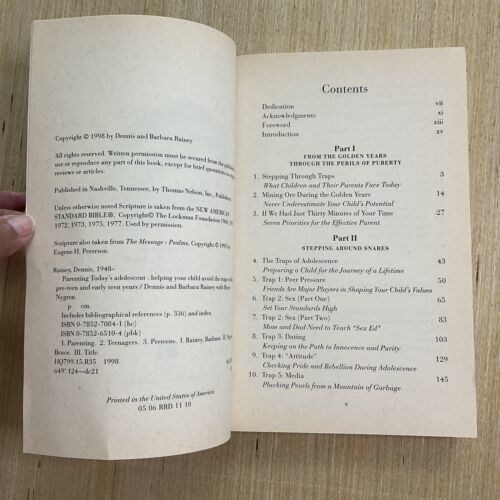 Copyright © 1998 by Dennis and Barbara Rainey
All rights reserved. Written permission must be secured from the
use or reproduce any part of this book, except for brief quotations in
reviews or articles.
Published in Nashville, Tennessee, by Thomas Nelson, Inc.,
Unless otherwise noted Scripture is taken from the NEW AMERICAN
STANDARD BIBLE®, Copyright© The Lockman Foundation
1972, 1973, 1975, 1977. Used by permission.
Scripture also taken from The Message: Psalms, Copyright ©
Eugene H. Peterson.
Rainey, Dennis, 1948–
Parenting Today's adolescent : helping your child avoid the traps
pre-teen and early teen years / Dennis and Barbara Rainey with
Nygren.
p. cm.
Includes bibliographical references (p. 336) and index.
ISBN 0-7852-7084-1 (hc)
ISBN 0-7852-6510-4 (pbk)
1. Parenting. 2. Teenagers. 3. Preteens. I. Rainey, Barbara. II.
Bruce. III. Title.
HQ799.15.R35 1998
649'.124—dc21
Printed in the United States of America
05 06 RRD 11 10
Contents
Dedication vii
Acknowledgments xi
Foreword xiii
Introduction xv
Part I
FROM THE GOLDEN YEARS
THROUGH THE PERILS OF PUBERTY
1. Stepping Through Traps 3
What Children and Their Parents Face Today
2. Mining Ore During the Golden Years 14
Never Underestimate Your Child's Potential
3. If We Had Just Thirty Minutes of Your Time 27
Seven Priorities for the Effective Parent
Part II
STEPPING AROUND SNARES
4. The Traps of Adolescence 43
Preparing a Child for the Journey of a Lifetime
5. Trap 1: Peer Pressure 50
Friends Are Major Players in Shaping Your Child's Values
6. Trap 2: Sex (Part One) 65
Set Your Standards High
7. Trap 2: Sex (Part Two) 83
Mom and Dad Need to Teach "Sex Ed"
8. Trap 3: Dating 103
Keeping on the Path to Innocence and Purity
9. Trap 4: "Attitude" 129
Checking Pride and Rebellion During Adolescence
10. Trap 5: Media 145
Plucking Pearls from a Mountain of Garbage
v